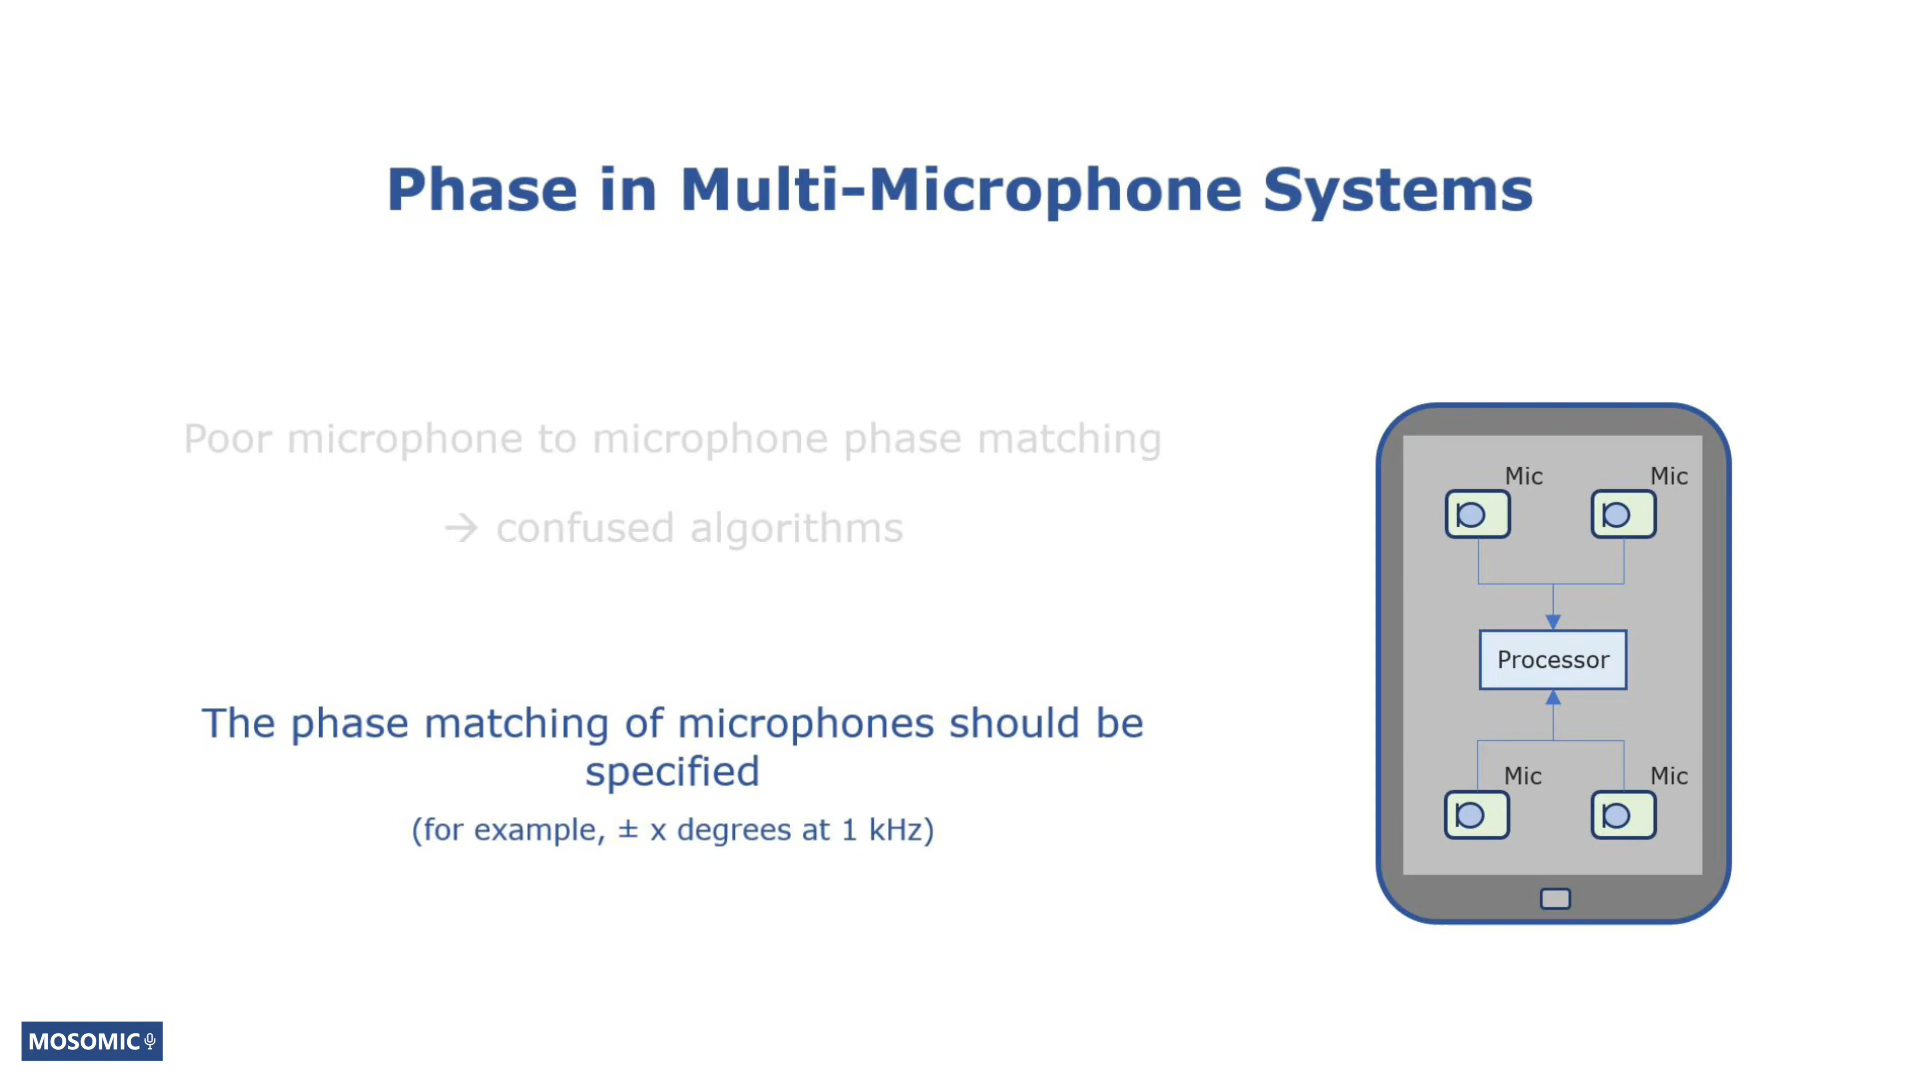 Phase in Multi-Microphone Systems
Poor microphone to microphone phase matching
→ confused algorithms
The phase matching of microphones should be
specified
(for example, ± x degrees at 1 kHz)
Mic Mic
Processor
Mic Mic
MOSOMIC